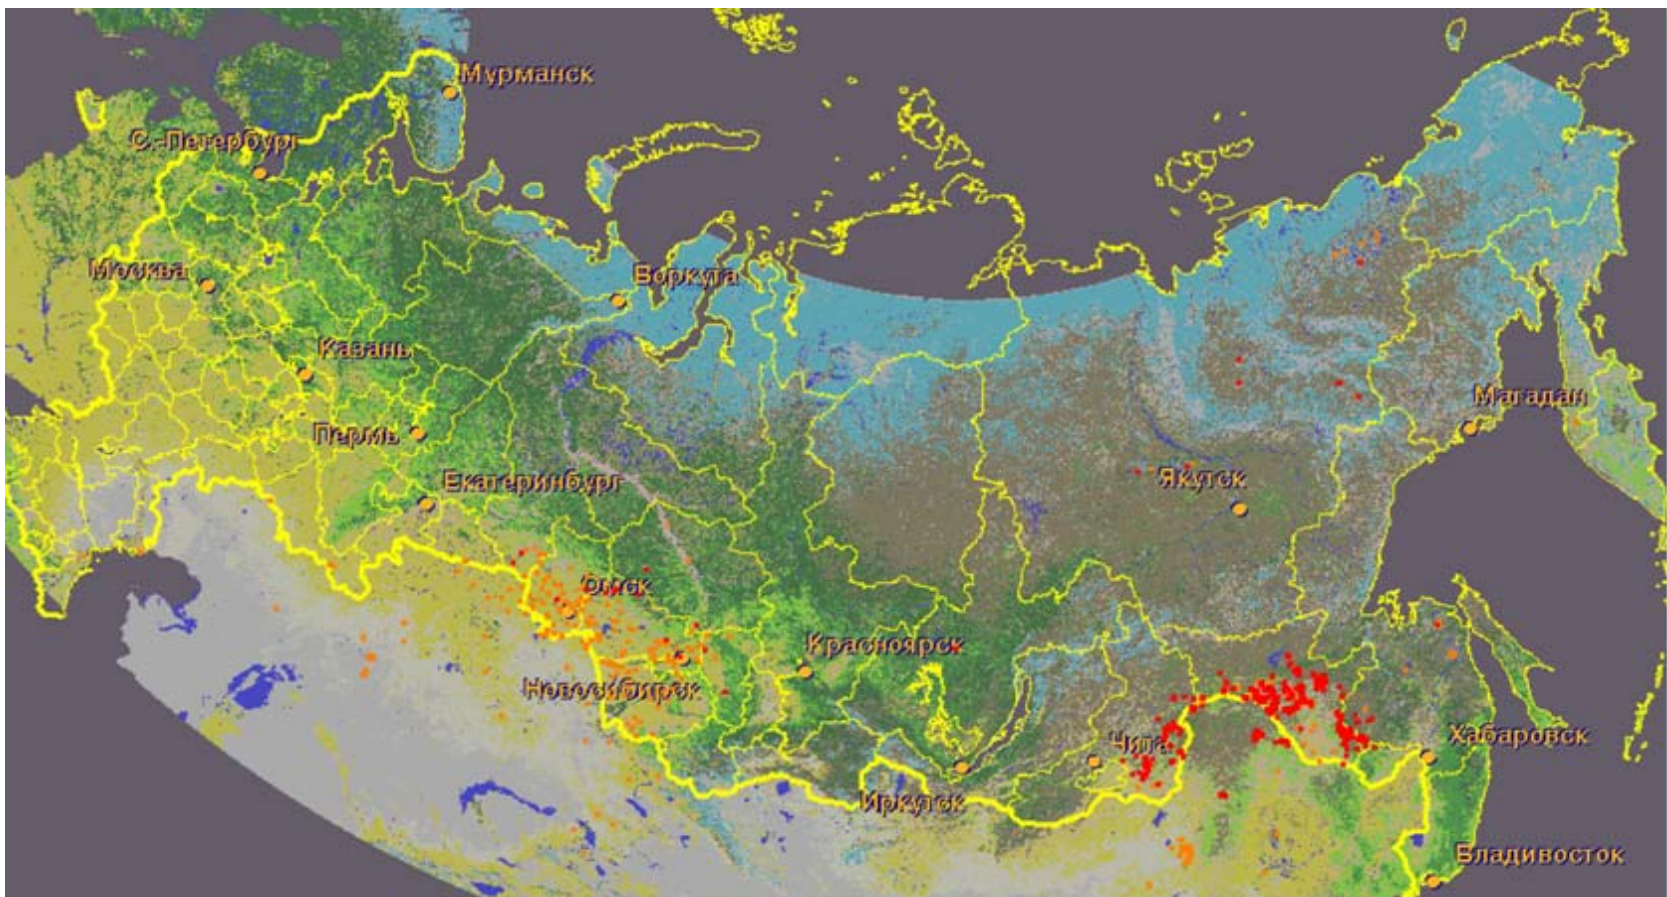 Мурманск
С.-Петербург
Москва
Воркута
Казань
Пермь
Екатеринбург
Магадан
Якутск
Омск
Красноярск
Новосибирск
Чита
Хабаровск
Иркутск
Владивосток